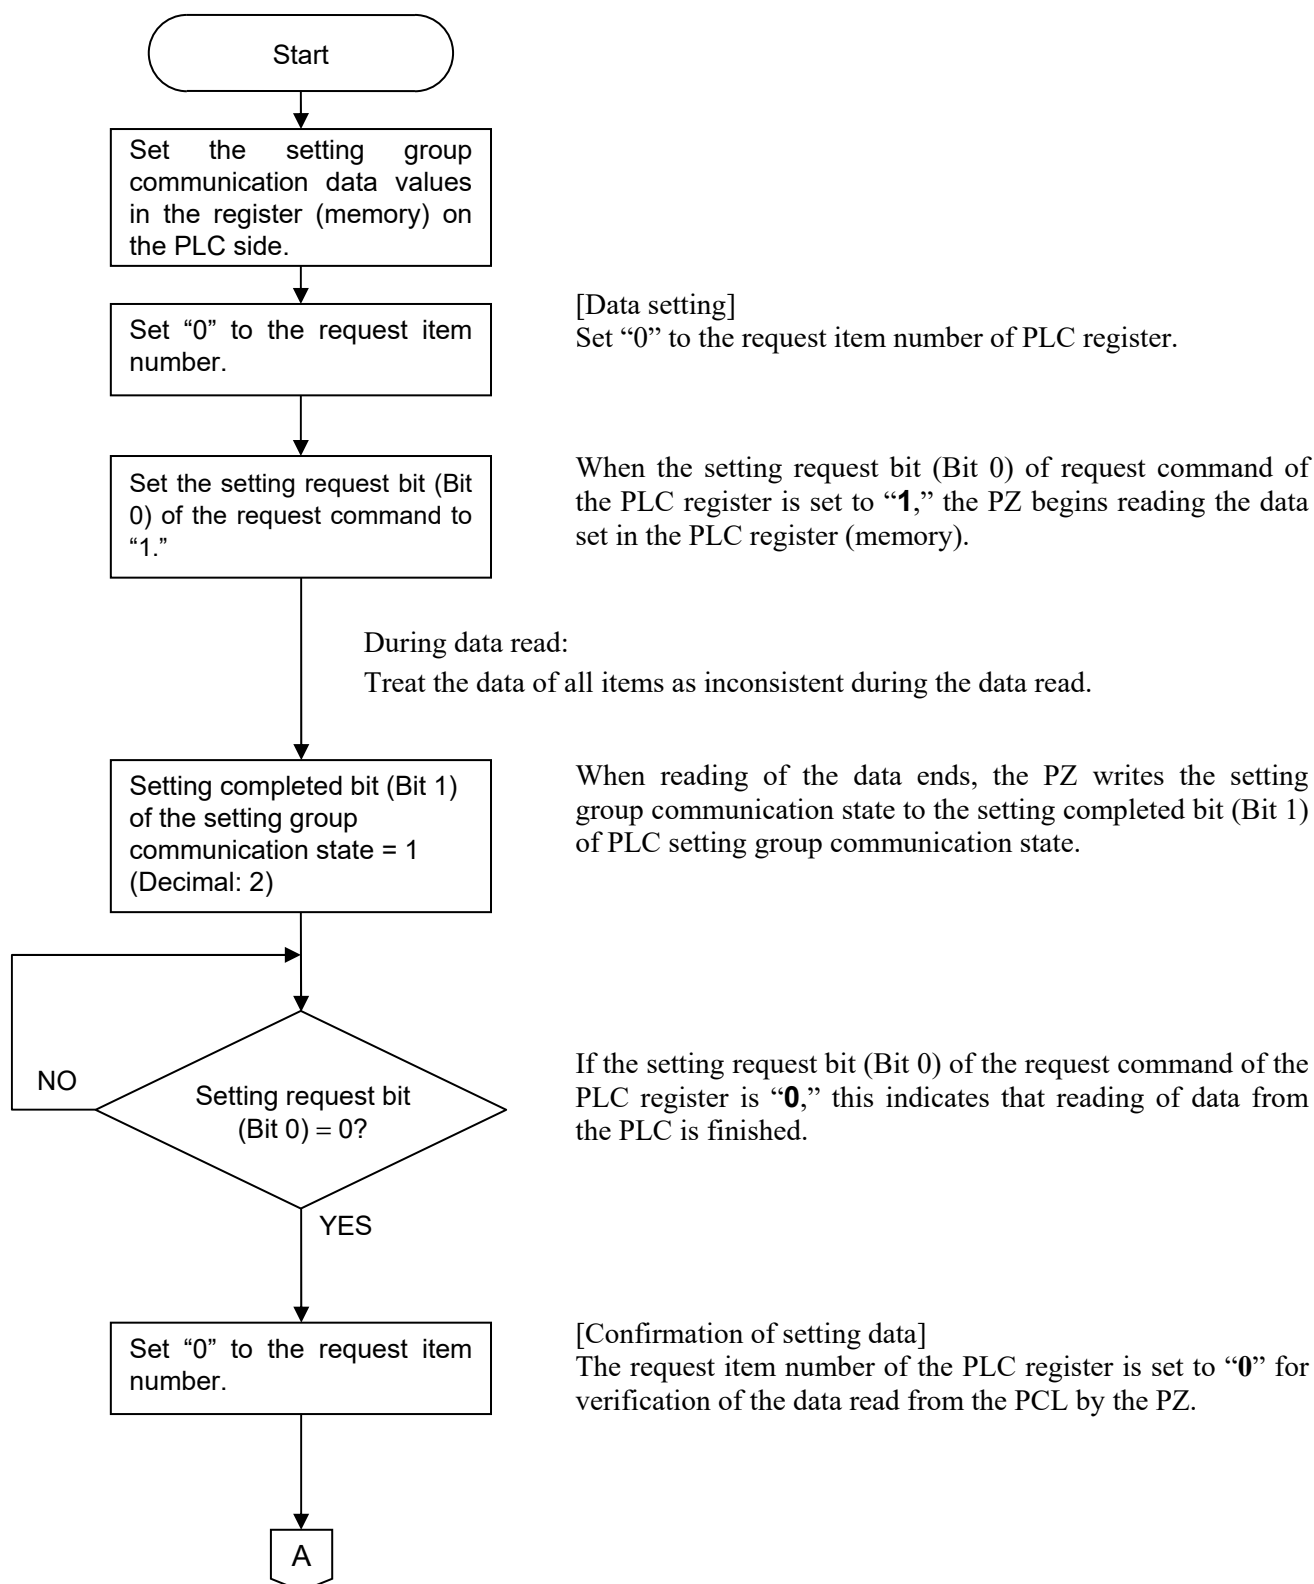 Start
Set the setting group
communication data values
in the register (memory) on
the PLC side.
Set “0” to the request item
number.
[Data setting]
Set “0” to the request item number of PLC register.
Set the setting request bit (Bit
0) of the request command to
“1.”
When the setting request bit (Bit 0) of request command of
the PLC register is set to “1,” the PZ begins reading the data
set in the PLC register (memory).
During data read:
Treat the data of all items as inconsistent during the data read.
Setting completed bit (Bit 1)
of the setting group
communication state = 1
(Decimal: 2)
When reading of the data ends, the PZ writes the setting
group communication state to the setting completed bit (Bit 1)
of PLC setting group communication state.
NO
Setting request bit
(Bit 0) = 0?
If the setting request bit (Bit 0) of the request command of the
PLC register is “0,” this indicates that reading of data from
the PLC is finished.
YES
Set “0” to the request item
number.
[Confirmation of setting data]
The request item number of the PLC register is set to “0” for
verification of the data read from the PCL by the PZ.
A